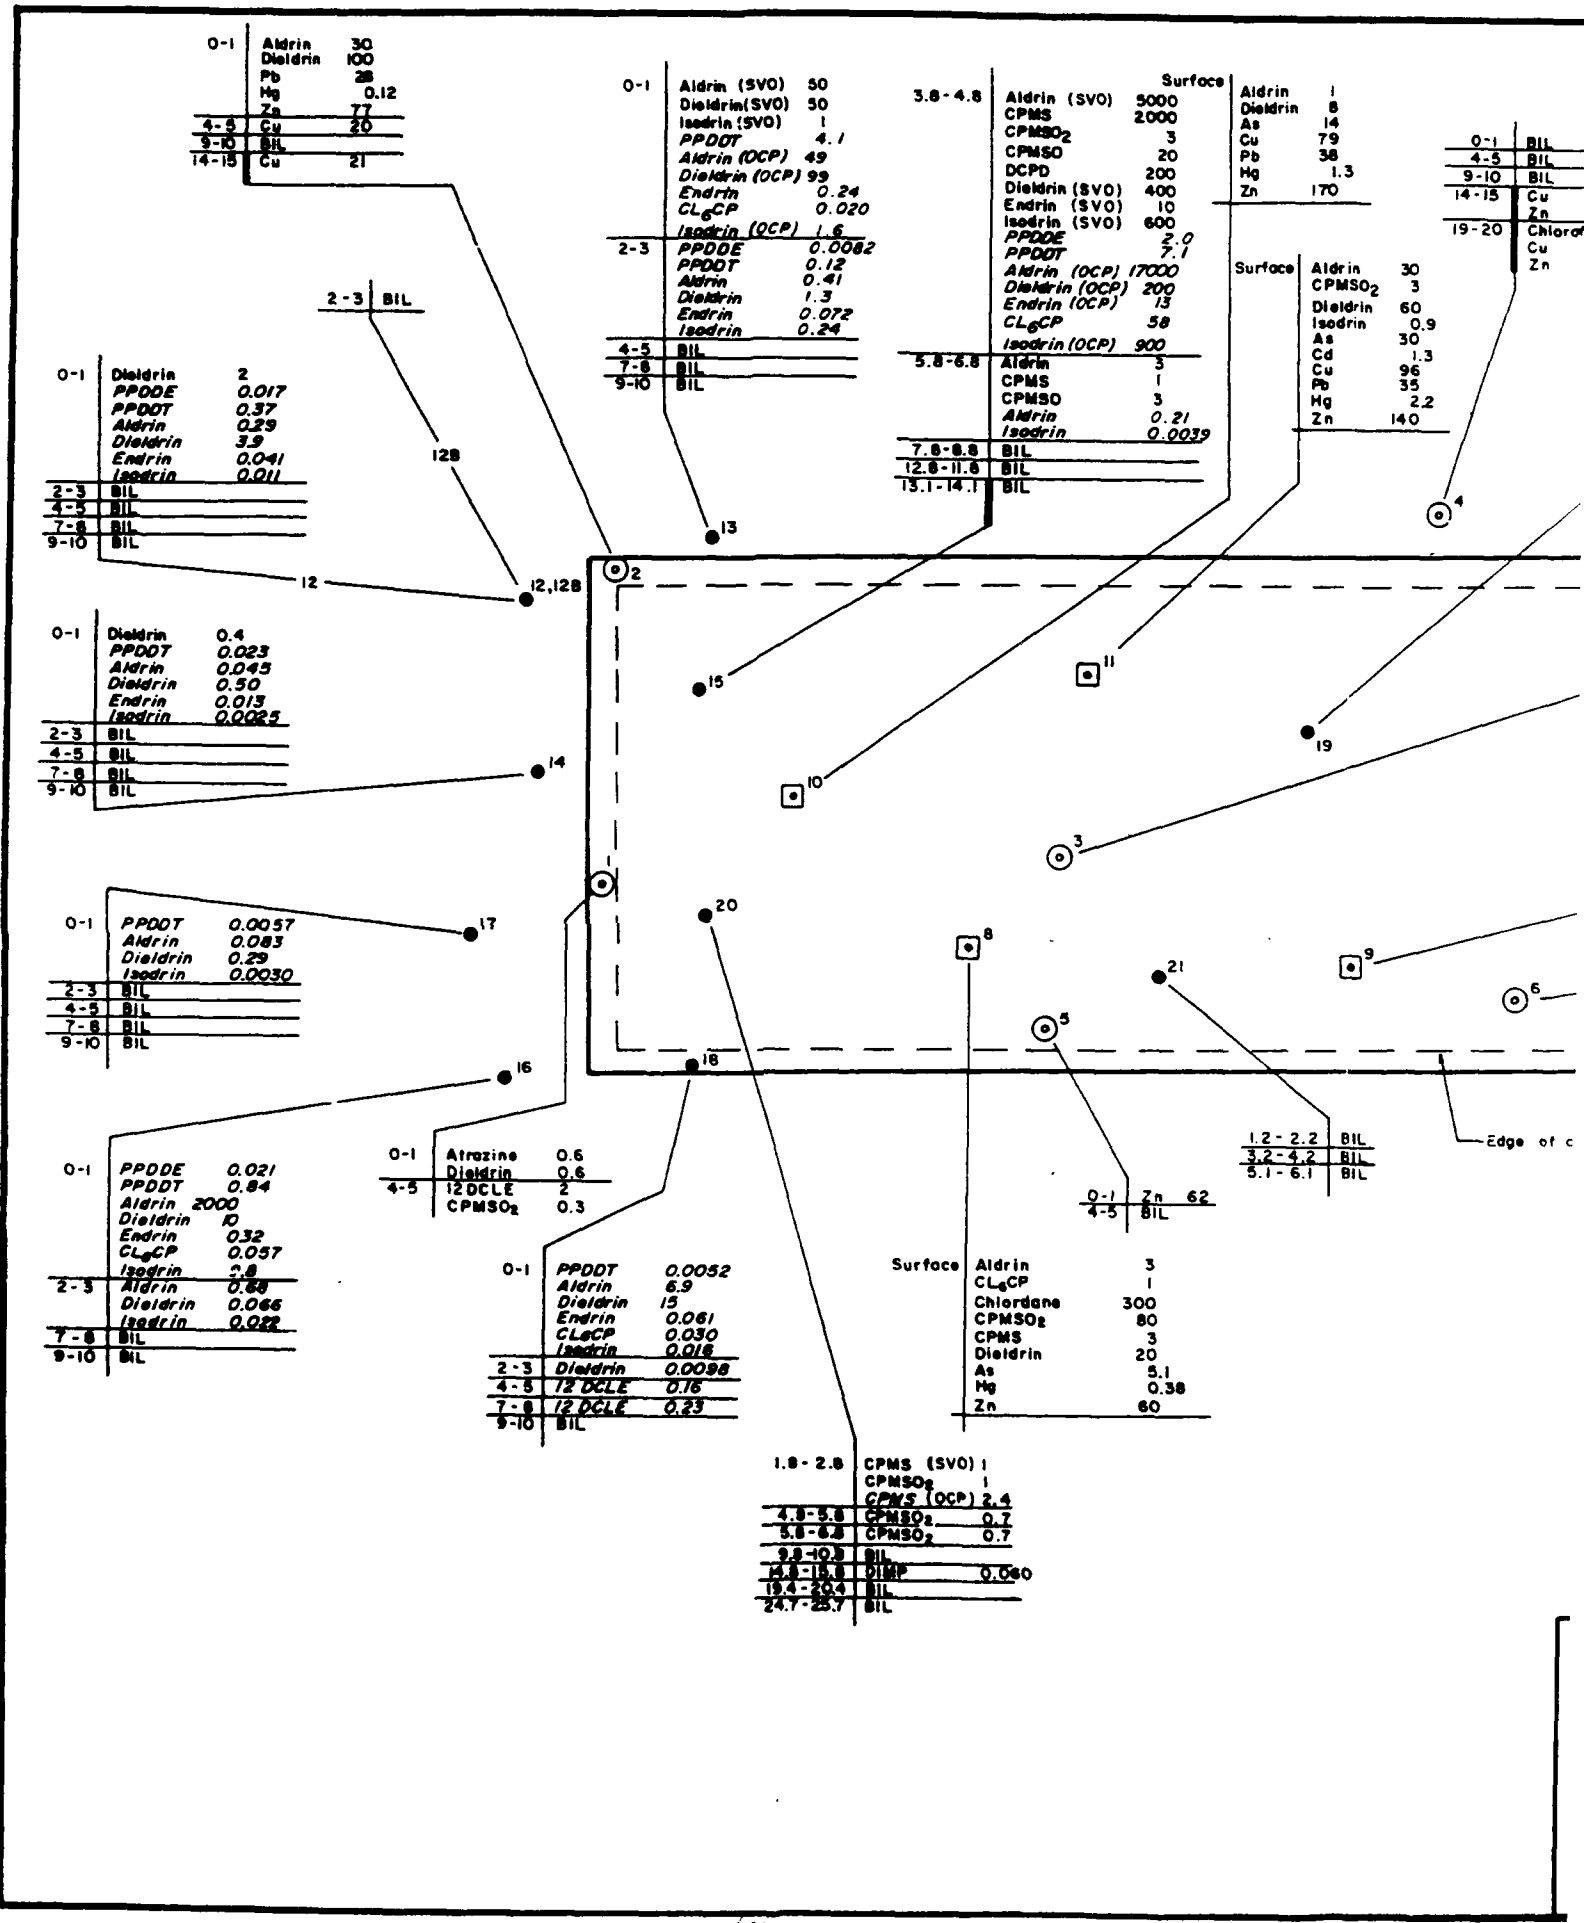 0-1 Aldrin 30
Dieldrin 100
Pb 28
Hg 0.12
Zn 77
4-5 Cu 20
9-10 BIL
14-15 Cu 21
0-1 Aldrin (SVO) 50
Dieldrin(SVO) 50
Isodrin (SVO) 1
PPDDT 4.1
Aldrin (OCP) 49
Dieldrin (OCP) 99
Endrin 0.24
CL6CP 0.020
Isodrin (OCP) 1.6
2-3 PPDDE 0.0082
PPDDT 0.12
Aldrin 0.41
Dieldrin 1.3
Endrin 0.072
Isodrin 0.24
4-5 BIL
7-8 BIL
9-10 BIL
3.8-4.8 Aldrin (SVO) 5000
CPMS 2000
CPMSO2 3
CPMSO 20
DCPD 200
Dieldrin (SVO) 400
Endrin (SVO) 10
Isodrin (SVO) 600
PPDDE 2.0
PPDDT 7.1
Aldrin (OCP) 17000
Dieldrin (OCP) 200
Endrin (OCP) 13
CL6CP 58
Isodrin (OCP) 900
5.8-6.8 Aldrin 3
CPMS 1
CPMSO 3
Aldrin 0.21
Isodrin 0.0039
7.8-8.8 BIL
12.8-11.8 BIL
13.1-14.1 BIL
Surface Aldrin 1
Dieldrin 8
As 14
Cu 79
Pb 38
Hg 1.3
Zn 170
0-1 BIL
4-5 BIL
9-10 BIL
14-15 Cu
Zn
19-20 Chlorof
Cu
Zn
Surface Aldrin 30
CPMSO2 3
Dieldrin 60
Isodrin 0.9
As 30
Cd 1.3
Cu 96
Pb 35
Hg 2.2
Zn 140
2-3 BIL
0-1 Dieldrin 2
PPDDE 0.017
PPDDT 0.37
Aldrin 0.29
Dieldrin 3.9
Endrin 0.041
Isodrin 0.011
2-3 BIL
4-5 BIL
7-8 BIL
9-10 BIL
12B
13
4
2
12
12,12B
0-1 Dieldrin 0.4
PPDDT 0.023
Aldrin 0.045
Dieldrin 0.50
Endrin 0.013
Isodrin 0.0025
2-3 BIL
4-5 BIL
7-8 BIL
9-10 BIL
11
15
19
14
10
3
1
20
17
8
21
9
6
5
18
16
0-1 PPDDT 0.0057
Aldrin 0.083
Dieldrin 0.29
Isodrin 0.0030
2-3 BIL
4-5 BIL
7-8 BIL
9-10 BIL
0-1 PPDDE 0.021
PPDDT 0.84
Aldrin 2000
Dieldrin 10
Endrin 0.32
CL6CP 0.057
Isodrin
2-3 Aldrin 0.68
Dieldrin 0.066
Isodrin 0.022
7-8 BIL
9-10 BIL
0-1 Atrazine 0.6
Dieldrin 0.6
4-5 12DCLE 2
CPMSO2 0.3
1.2-2.2 BIL
3.2-4.2 BIL
5.1-6.1 BIL
Edge of c
0-1 Zn 62
4-5 BIL
0-1 PPDDT 0.0052
Aldrin 6.9
Dieldrin 15
Endrin 0.061
CL6CP 0.030
Isodrin 0.016
2-3 Dieldrin 0.0098
4-5 12 DCLE 0.16
7-8 12 DCLE 0.23
9-10 BIL
Surface Aldrin 3
CL6CP 1
Chlordane 300
CPMSO2 80
CPMS 3
Dieldrin 20
As 5.1
Hg 0.38
Zn 60
1.8-2.8 CPMS (SVO) 1
CPMSO2 1
CPMS (OCP) 2.4
4.8-5.8 CPMSO2 0.7
5.8-6.8 CPMSO2 0.7
9.8-10.8 BIL
14.8-15.8 DIMP 0.060
19.4-20.4 BIL
24.7-25.7 BIL